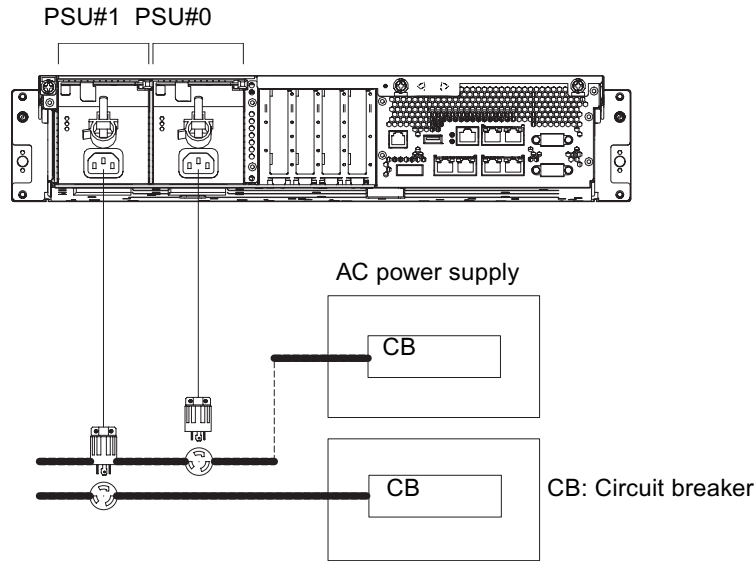 PSU#1 PSU#0
AC power supply
CB
CB
CB: Circuit breaker